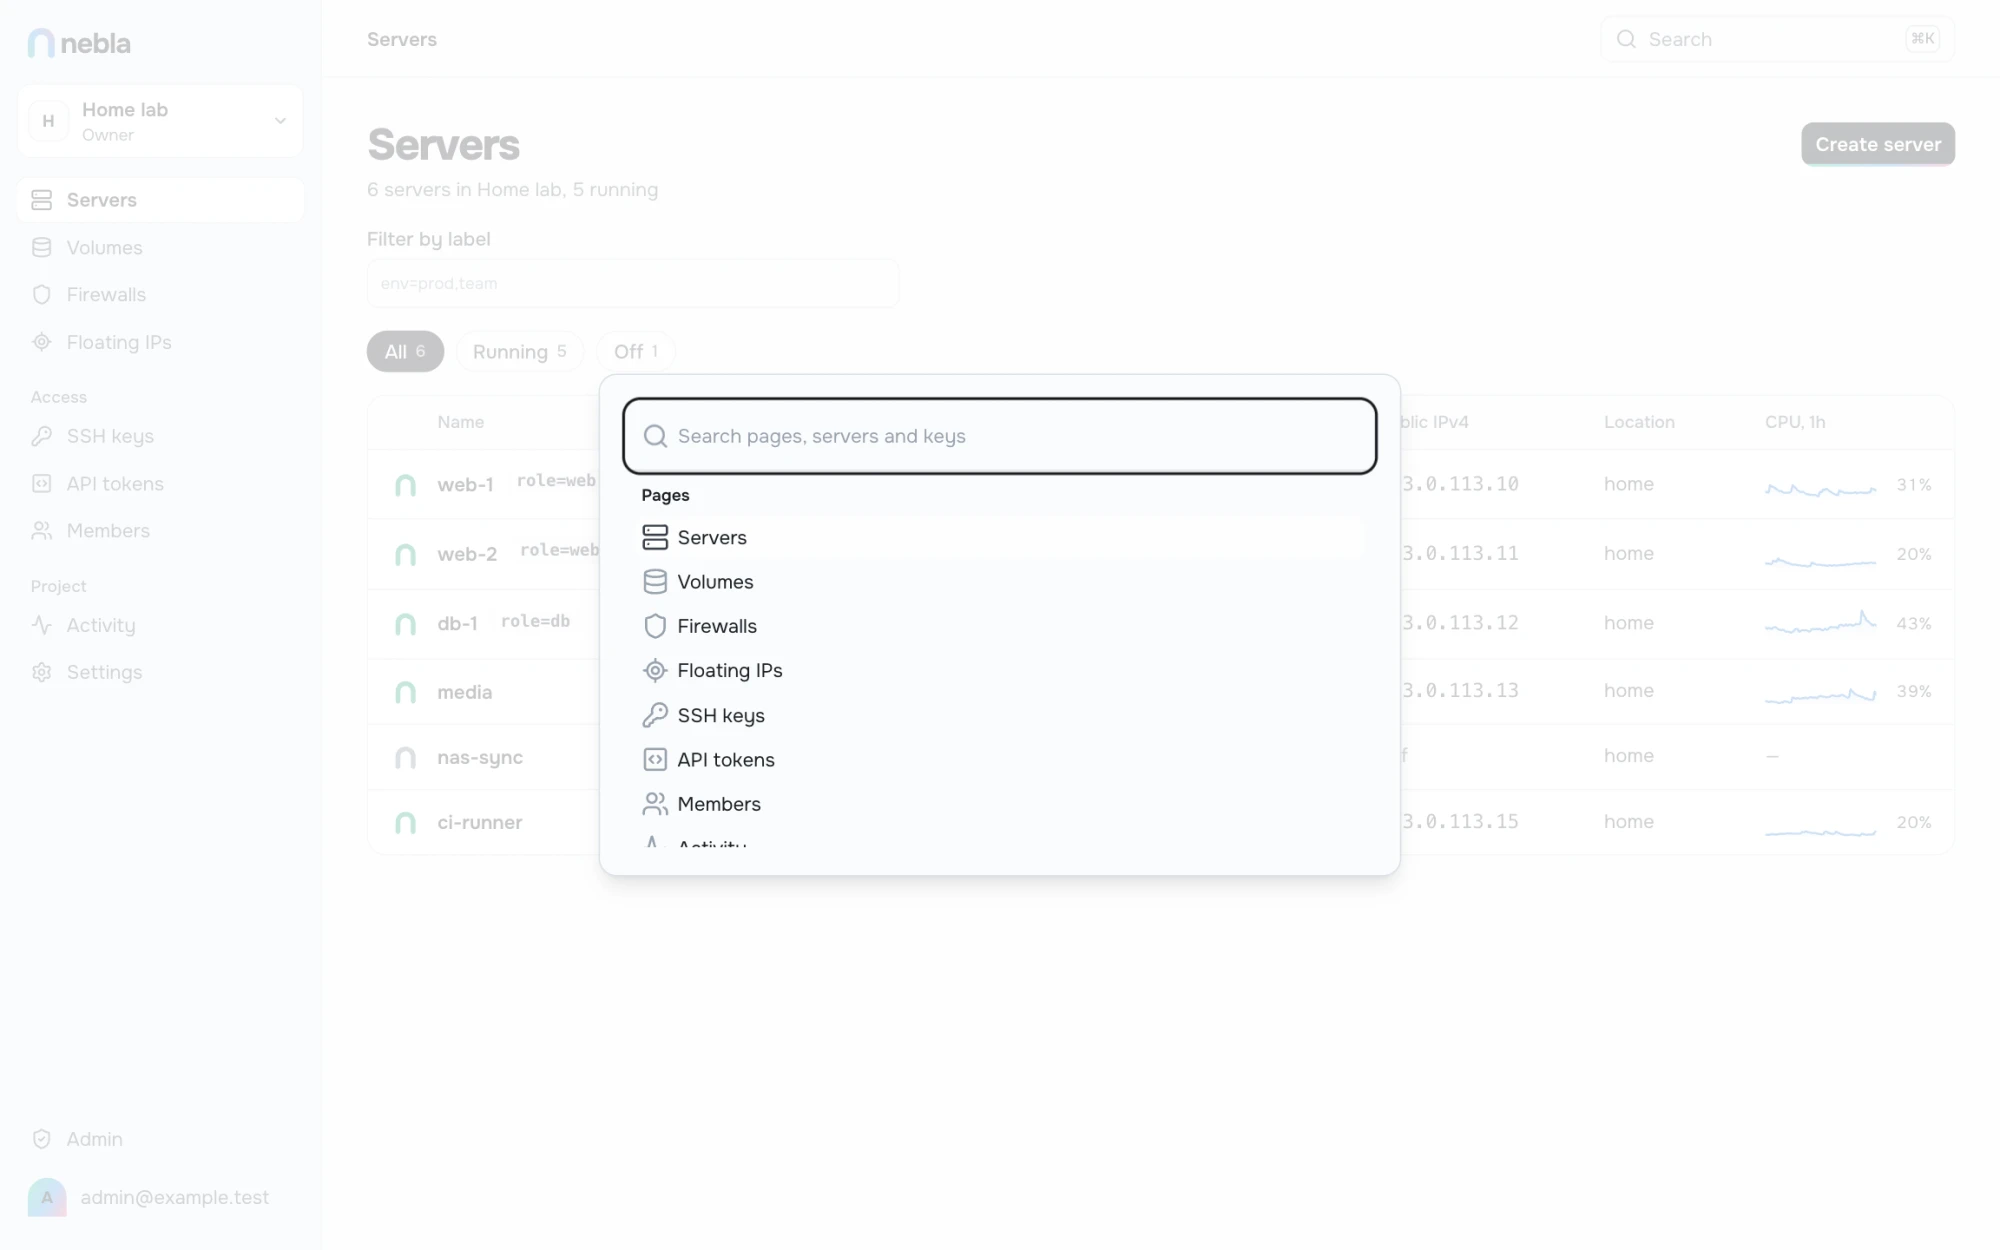 nebla
H
Home lab
Owner
Servers
Volumes
Firewalls
Floating IPs
Access
SSH keys
API tokens
Members
Project
Activity
Settings
Admin
A
admin@example.test
Servers
Search
⌘K
Servers
6 servers in Home lab, 5 running
Create server
Filter by label
env=prod,team
All 6
Running 5
Off 1
Name
blic IPv4
Location
CPU, 1h
web-1 role=web
3.0.113.10
home
31%
web-2 role=web
3.0.113.11
home
20%
db-1 role=db
3.0.113.12
home
43%
media
3.0.113.13
home
39%
nas-sync
f
home
—
ci-runner
3.0.113.15
home
20%
Search pages, servers and keys
Pages
Servers
Volumes
Firewalls
Floating IPs
SSH keys
API tokens
Members
Activity